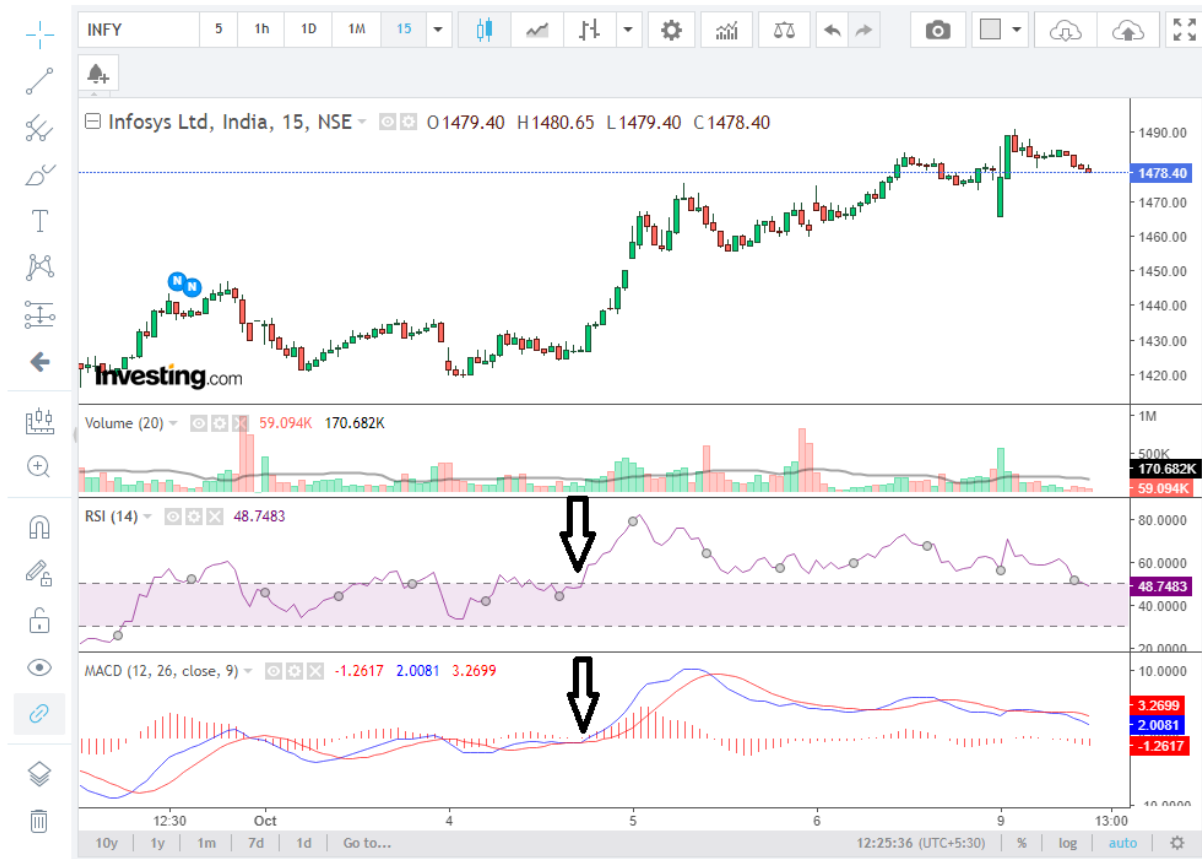 INFY 5 1h 1D 1M 15
Infosys Ltd, India, 15, NSE O1479.40 H1480.65 L1479.40 C1478.40
1490.00
1478.40
1470.00
1460.00
1450.00
N N
1440.00
1430.00
1420.00
Investing.com
Volume (20) 59.094K 170.682K
1M
500K
170.682K
59.094K
RSI (14) 48.7483
80.0000
60.0000
48.7483
40.0000
20.0000
MACD (12, 26, close, 9) -1.2617 2.0081 3.2699
10.0000
3.2699
2.0081
-1.2617
-10.0000
12:30 Oct 4 5 6 9 13:00
10y 1y 1m 7d 1d Go to... 12:25:36 (UTC+5:30) % log auto